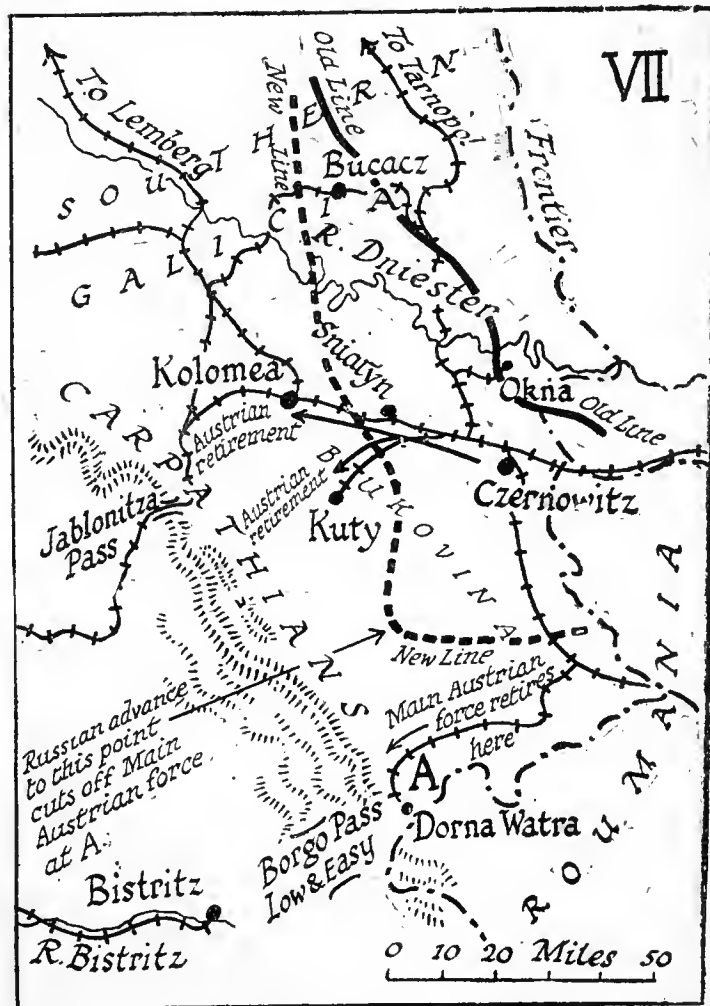 VII
To Lemberg
New Line
Old Line
To Tarnopol
Frontier
SOUTHERN
GALICIA
Bucacz
R. Dniester
Sniatyn
Kolomea
Okna
Old Line
Austrian
retirement
CARPATHIANS
Jablonitza
Pass
Austrian
retirement
Kuty
BUKOVINA
Czernowitz
New Line
Russian advance
to this point
cuts off Main
Austrian force
at A.
Main Austrian
force retires
here
A
Dorna Watra
ROUMANIA
Borgo Pass
Low & Easy
Bistritz
R. Bistritz
0 10 20 Miles 50